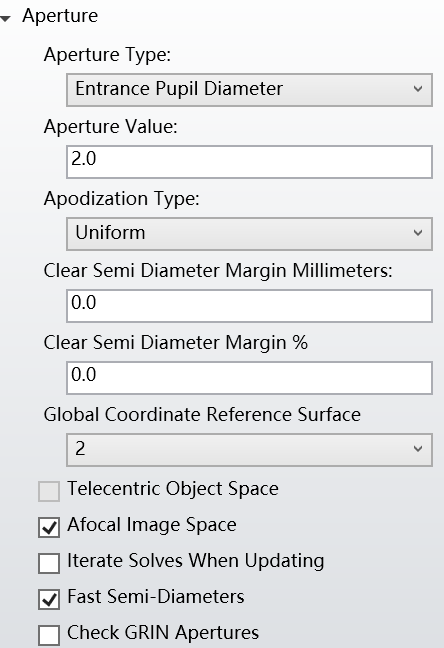 Aperture
Aperture Type:
Entrance Pupil Diameter
Aperture Value:
2.0
Apodization Type:
Uniform
Clear Semi Diameter Margin Millimeters:
0.0
Clear Semi Diameter Margin %
0.0
Global Coordinate Reference Surface
2
Telecentric Object Space
Afocal Image Space
Iterate Solves When Updating
Fast Semi-Diameters
Check GRIN Apertures